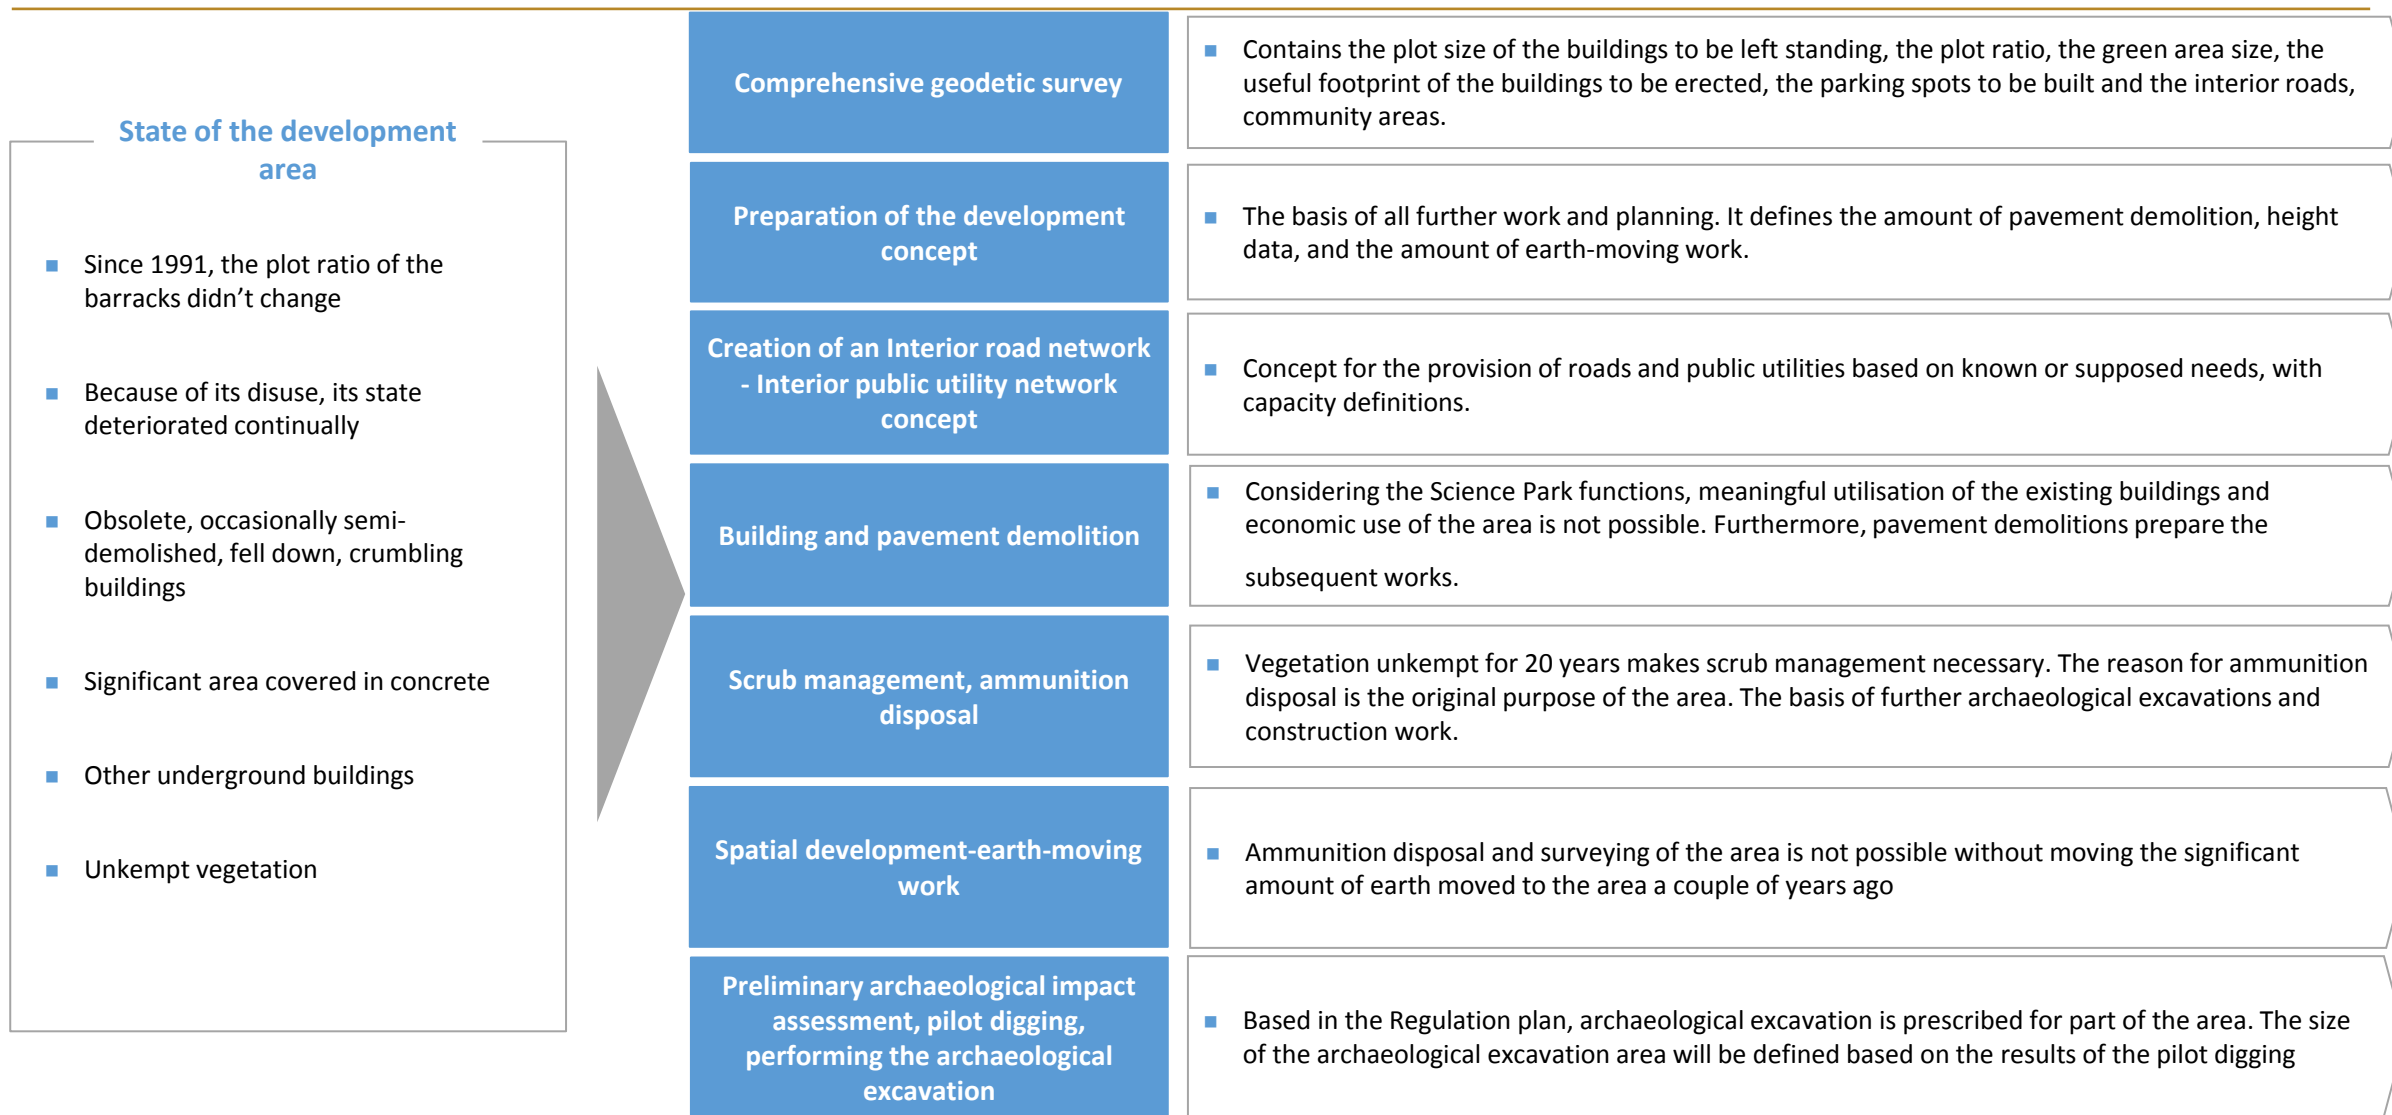 State of the development
area
Since 1991, the plot ratio of the
barracks didn't change
Because of its disuse, its state
deteriorated continually
Obsolete, occasionally semi-
demolished, fell down, crumbling
buildings
Significant area covered in concrete
Other underground buildings
Unkempt vegetation
Comprehensive geodetic survey
Contains the plot size of the buildings to be left standing, the plot ratio, the green area size, the
useful footprint of the buildings to be erected, the parking spots to be built and the interior roads,
community areas.
Preparation of the development
concept
The basis of all further work and planning. It defines the amount of pavement demolition, height
data, and the amount of earth-moving work.
Creation of an Interior road network
- Interior public utility network
concept
Concept for the provision of roads and public utilities based on known or supposed needs, with
capacity definitions.
Building and pavement demolition
Considering the Science Park functions, meaningful utilisation of the existing buildings and
economic use of the area is not possible. Furthermore, pavement demolitions prepare the
subsequent works.
Scrub management, ammunition
disposal
Vegetation unkempt for 20 years makes scrub management necessary. The reason for ammunition
disposal is the original purpose of the area. The basis of further archaeological excavations and
construction work.
Spatial development-earth-moving
work
Ammunition disposal and surveying of the area is not possible without moving the significant
amount of earth moved to the area a couple of years ago
Preliminary archaeological impact
assessment, pilot digging,
performing the archaeological
excavation
Based in the Regulation plan, archaeological excavation is prescribed for part of the area. The size
of the archaeological excavation area will be defined based on the results of the pilot digging